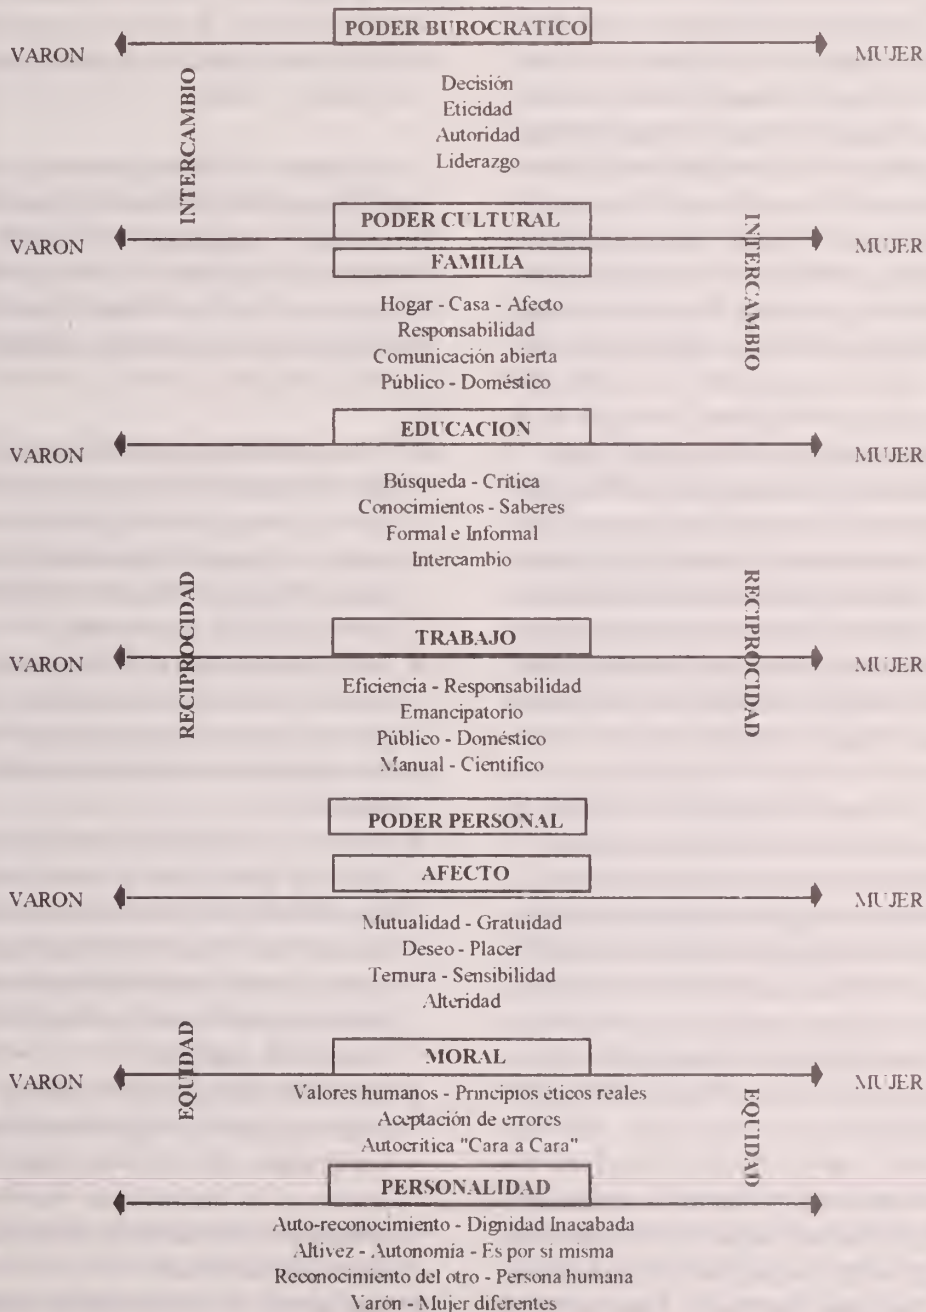 PODER BUROCRATICO
VARON MUJER
INTERCAMBIO
Decisión
Eticidad
Autoridad
Liderazgo
PODER CULTURAL
VARON MUJER
FAMILIA
INTERCAMBIO
Hogar - Casa - Afecto
Responsabilidad
Comunicación abierta
Público - Doméstico
EDUCACION
VARON MUJER
Búsqueda - Crítica
Conocimientos - Saberes
Formal e Informal
Intercambio
RECIPROCIDAD
RECIPROCIDAD
TRABAJO
VARON MUJER
Eficiencia - Responsabilidad
Emancipatorio
Público - Doméstico
Manual - Científico
PODER PERSONAL
AFECTO
VARON MUJER
Mutualidad - Gratuidad
Deseo - Placer
Ternura - Sensibilidad
Alteridad
EQUIDAD
MORAL
VARON MUJER
EQUIDAD
Valores humanos - Principios éticos reales
Aceptación de errores
Autocrítica "Cara a Cara"
PERSONALIDAD
Auto-reconocimiento - Dignidad Inacabada
Altivez - Autonomía - Es por sí misma
Reconocimiento del otro - Persona humana
Varón - Mujer diferentes